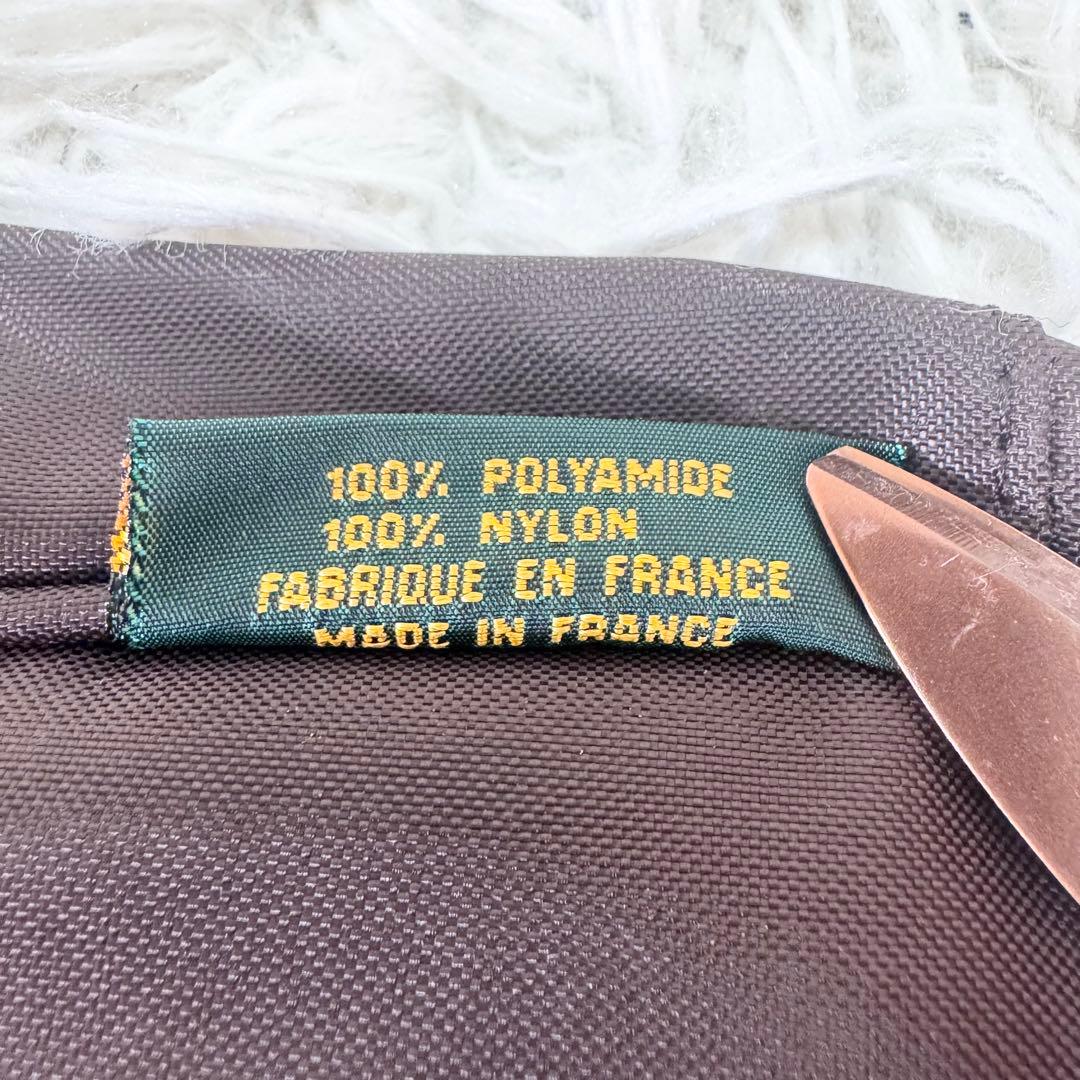 100% POLYAMIDE
100% NYLON
FABRIQUE EN FRANCE
MADE IN FRANCE